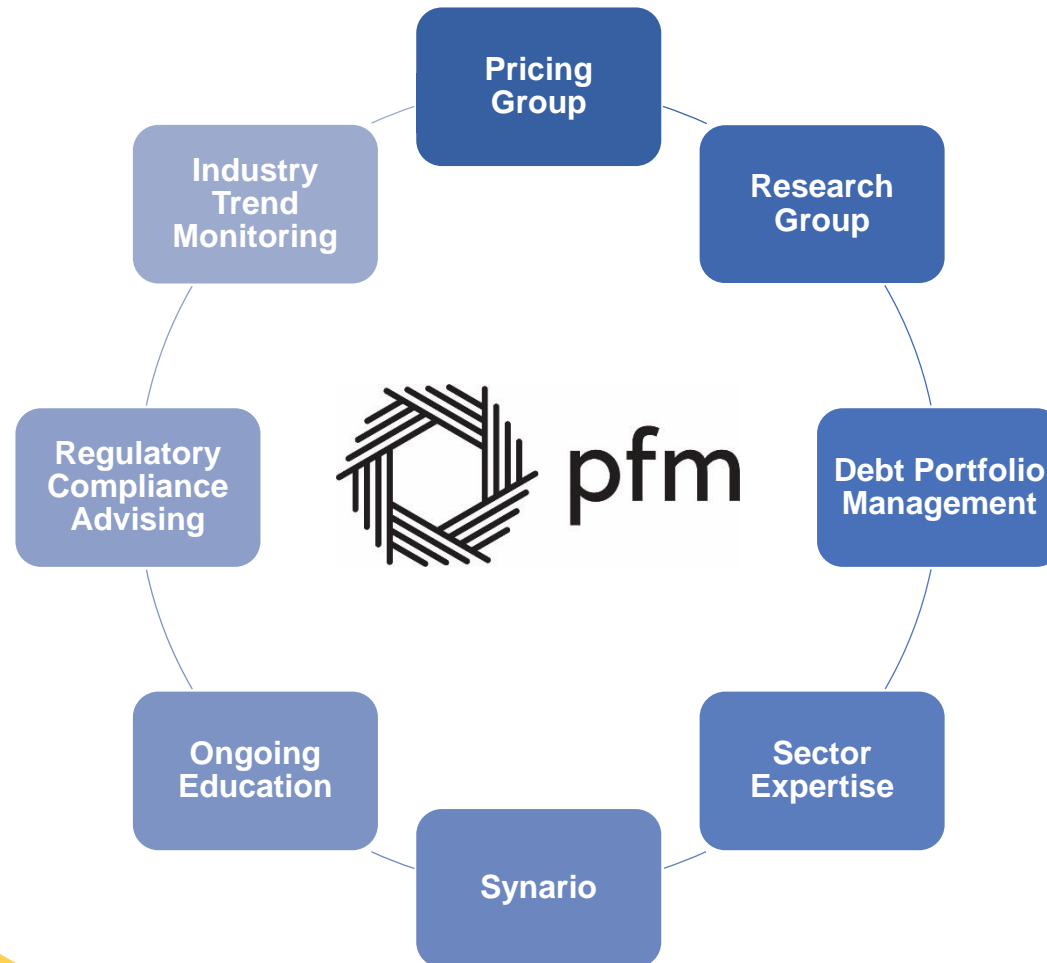 Pricing
Group
Research
Group
Debt Portfolio
Management
Sector
Expertise
Synario
Ongoing
Education
Regulatory
Compliance
Advising
Industry
Trend
Monitoring
pfm